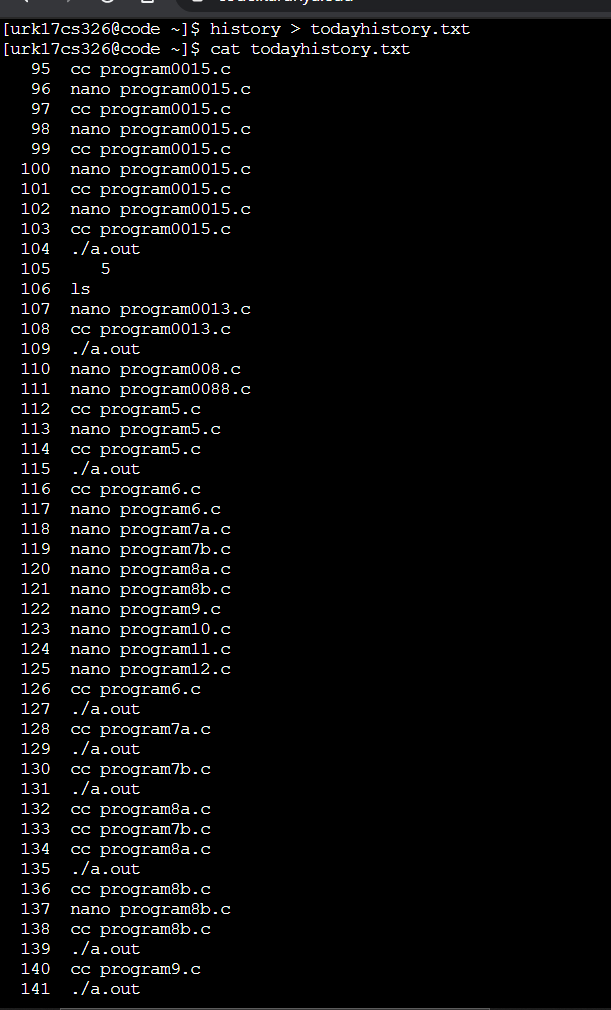 [urk17cs326@code ~]$ history > todayhistory.txt
[urk17cs326@code ~]$ cat todayhistory.txt
   95  cc program0015.c
   96  nano program0015.c
   97  cc program0015.c
   98  nano program0015.c
   99  cc program0015.c
  100  nano program0015.c
  101  cc program0015.c
  102  nano program0015.c
  103  cc program0015.c
  104  ./a.out
  105     5
  106  ls
  107  nano program0013.c
  108  cc program0013.c
  109  ./a.out
  110  nano program008.c
  111  nano program0088.c
  112  cc program5.c
  113  nano program5.c
  114  cc program5.c
  115  ./a.out
  116  cc program6.c
  117  nano program6.c
  118  nano program7a.c
  119  nano program7b.c
  120  nano program8a.c
  121  nano program8b.c
  122  nano program9.c
  123  nano program10.c
  124  nano program11.c
  125  nano program12.c
  126  cc program6.c
  127  ./a.out
  128  cc program7a.c
  129  ./a.out
  130  cc program7b.c
  131  ./a.out
  132  cc program8a.c
  133  cc program7b.c
  134  cc program8a.c
  135  ./a.out
  136  cc program8b.c
  137  nano program8b.c
  138  cc program8b.c
  139  ./a.out
  140  cc program9.c
  141  ./a.out